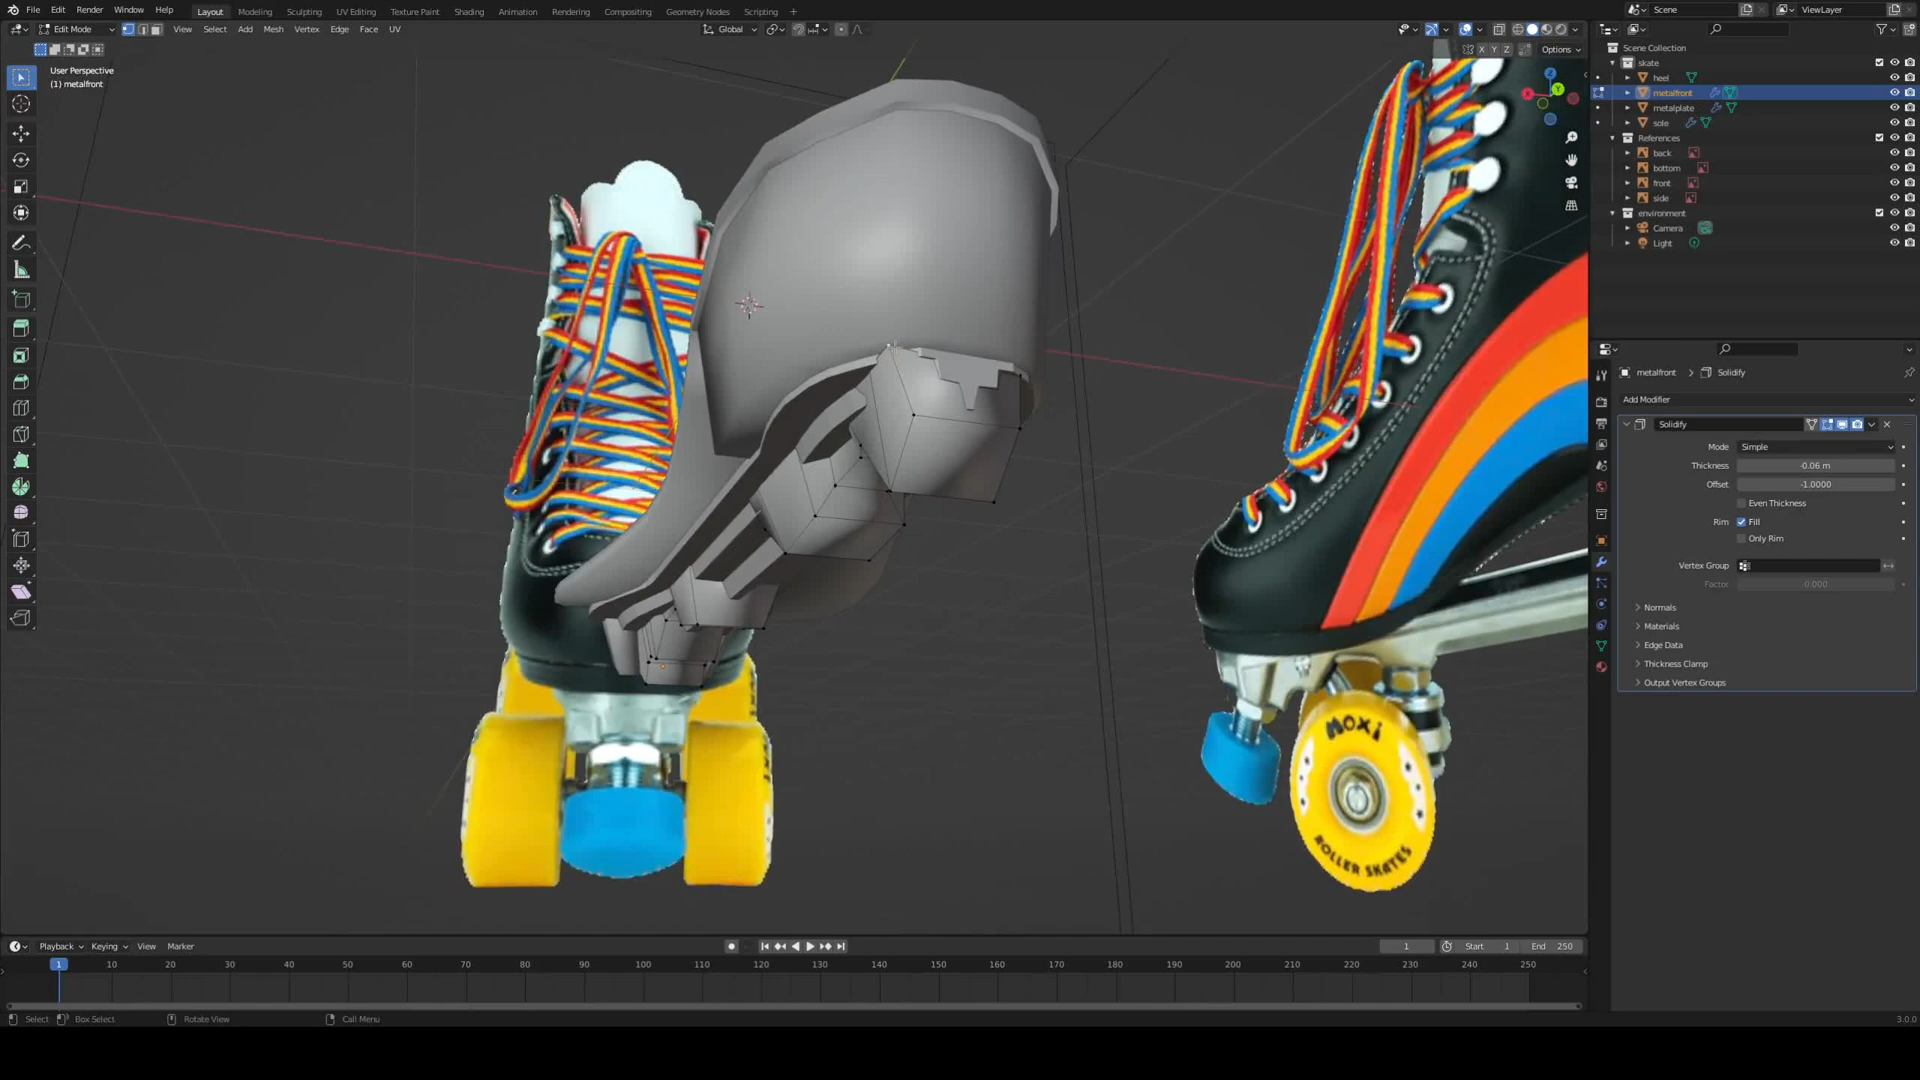 File Edit Render Window Help Layout Modeling Sculpting UV Editing Texture Paint Shading Animation Rendering Compositing Geometry Nodes Scripting + Scene ViewLayer
Edit Mode View Select Add Mesh Vertex Edge Face UV Global
X Y Z Options
User Perspective
(1) metalfront
Z
Y
X
Scene Collection
skate
heel
metalfront
metalplate
sole
References
back
bottom
front
side
environment
Camera
Light
metalfront > Solidify
Add Modifier
Solidify
Mode Simple
Thickness -0.06 m
Offset -1.0000
Even Thickness
Rim Fill
Only Rim
Vertex Group
Factor 0.000
Normals
Materials
Edge Data
Thickness Clamp
Output Vertex Groups
MOXI
ROLLER SKATES
Playback Keying View Marker 1 Start 1 End 250
1 10 20 30 40 50 60 70 80 90 100 110 120 130 140 150 160 170 180 190 200 210 220 230 240 250
Select Box Select Rotate View Call Menu 3.0.0